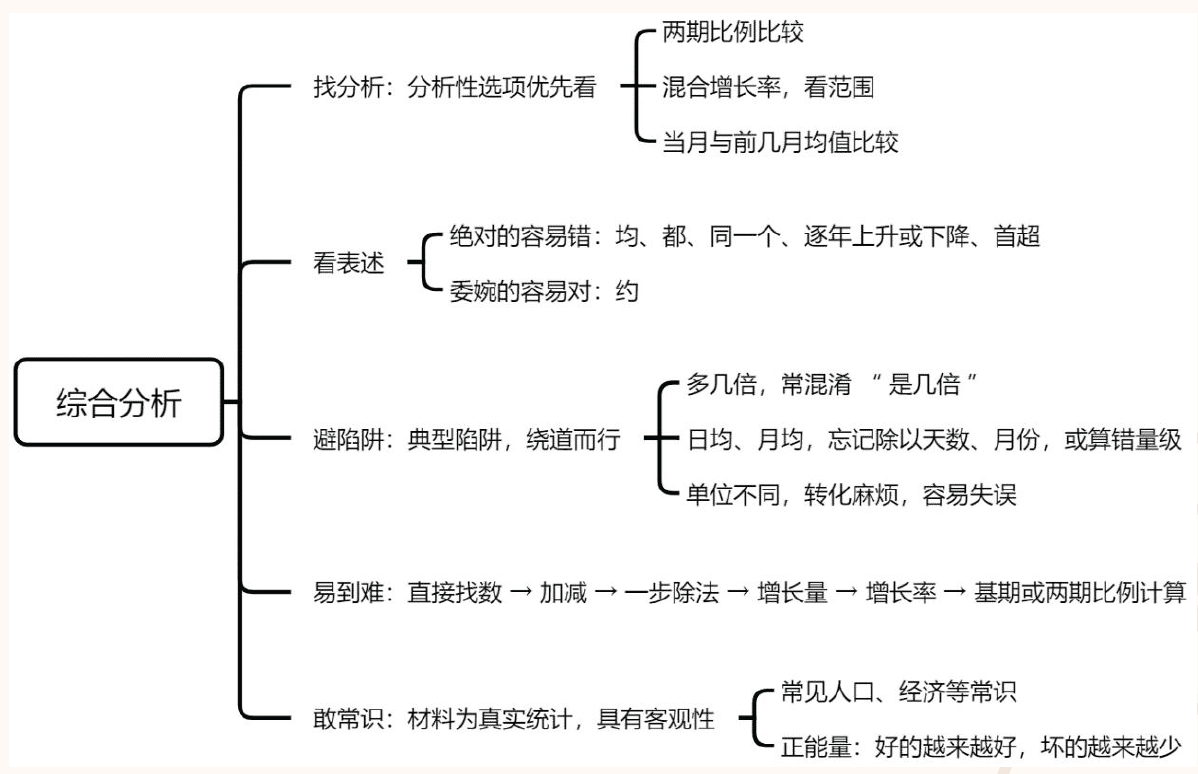 综合分析
找分析：分析性选项优先看
两期比例比较
混合增长率，看范围
当月与前几月均值比较
看表述
绝对的容易错：均、都、同一个、逐年上升或下降、首超
委婉的容易对：约
避陷阱：典型陷阱，绕道而行
多几倍，常混淆 “ 是几倍 ”
日均、月均，忘记除以天数、月份，或算错量级
单位不同，转化麻烦，容易失误
易到难：直接找数 → 加减 → 一步除法 → 增长量 → 增长率 → 基期或两期比例计算
敢常识：材料为真实统计，具有客观性
常见人口、经济等常识
正能量：好的越来越好，坏的越来越少